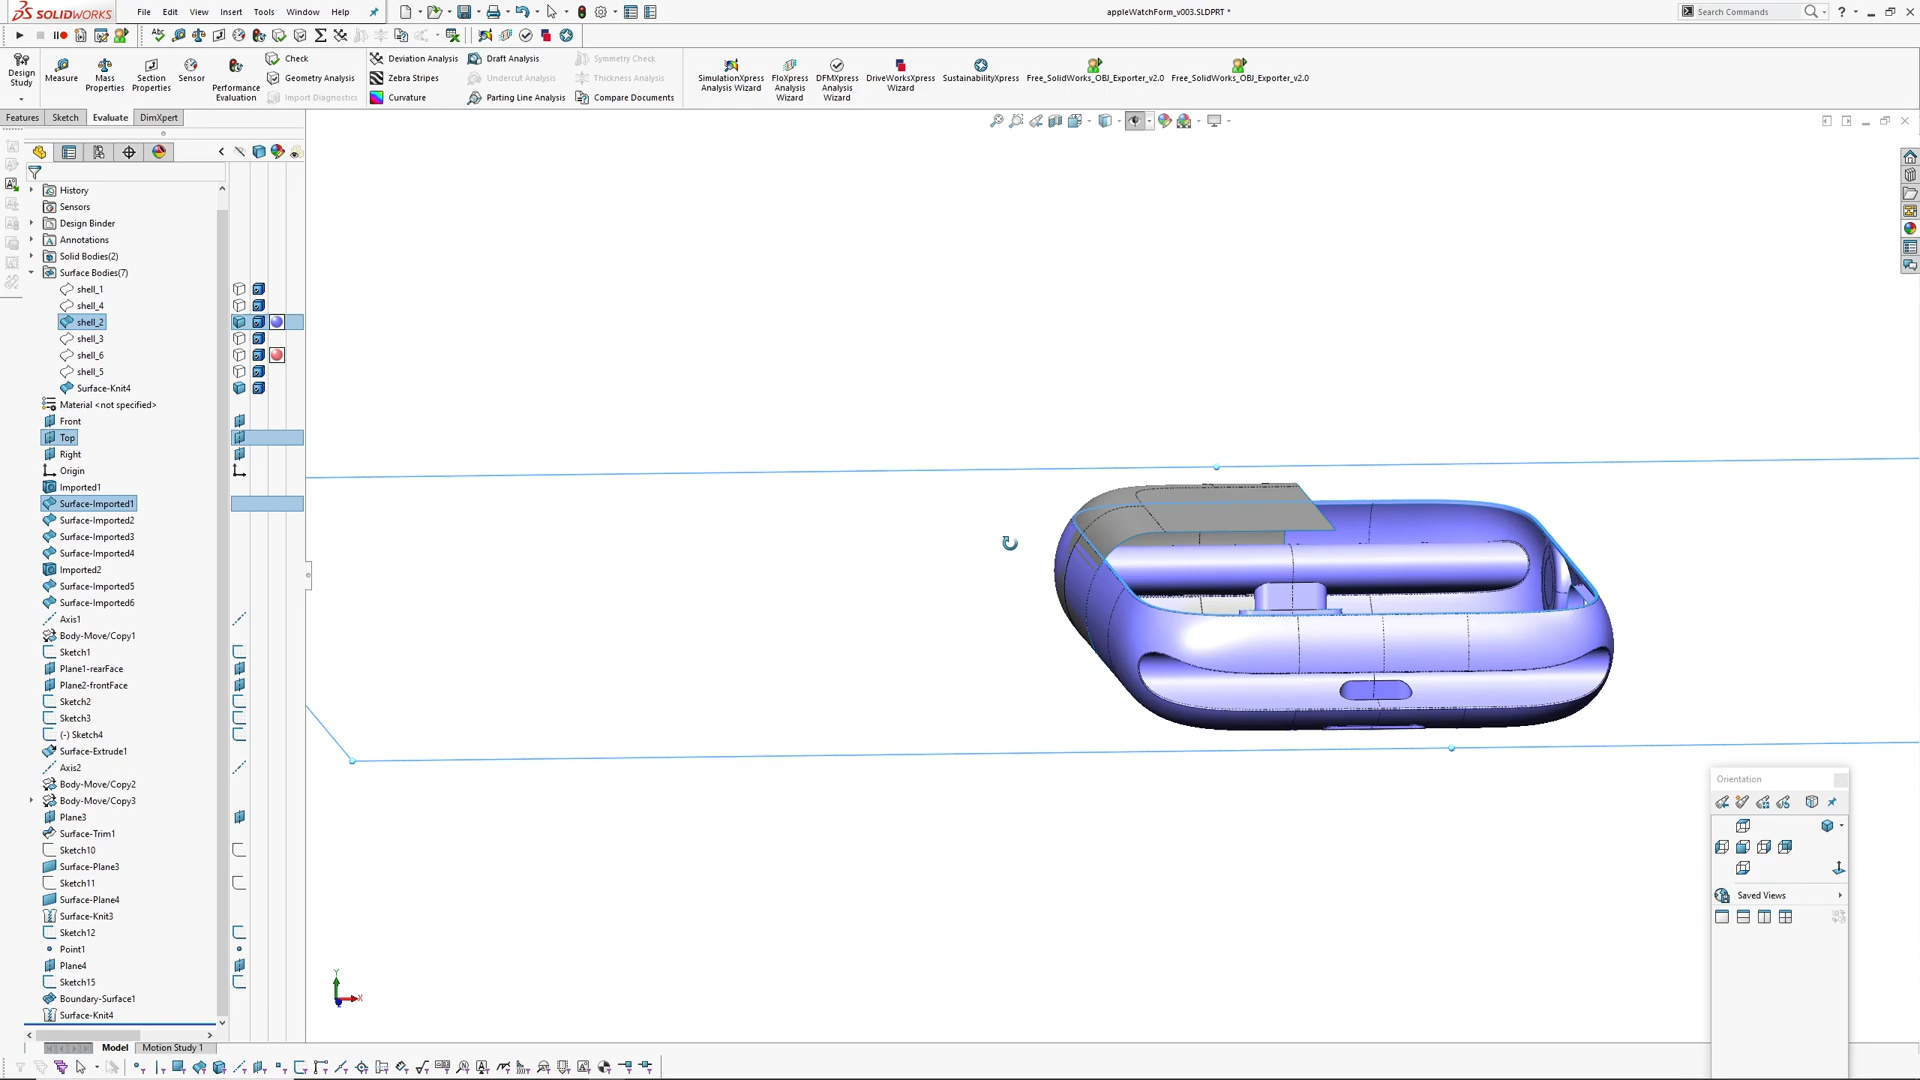 SOLIDWORKS File Edit View Insert Tools Window Help
appleWatchForm_v003.SLDPRT *
Search Commands
Design Study
Measure
Mass Properties
Section Properties
Sensor
Performance Evaluation
Check
Geometry Analysis
Import Diagnostics
Deviation Analysis
Zebra Stripes
Curvature
Draft Analysis
Undercut Analysis
Parting Line Analysis
Symmetry Check
Thickness Analysis
Compare Documents
SimulationXpress Analysis Wizard
FloXpress Analysis Wizard
DFMXpress Analysis Wizard
DriveWorksXpress Wizard
SustainabilityXpress
Free_SolidWorks_OBJ_Exporter_v2.0
Free_SolidWorks_OBJ_Exporter_v2.0
Features Sketch Evaluate DimXpert
History
Sensors
Design Binder
Annotations
Solid Bodies(2)
Surface Bodies(7)
shell_1
shell_4
shell_2
shell_3
shell_6
shell_5
Surface-Knit4
Material <not specified>
Front
Top
Right
Origin
Imported1
Surface-Imported1
Surface-Imported2
Surface-Imported3
Surface-Imported4
Imported2
Surface-Imported5
Surface-Imported6
Axis1
Body-Move/Copy1
Sketch1
Plane1-rearFace
Plane2-frontFace
Sketch2
Sketch3
(-) Sketch4
Surface-Extrude1
Axis2
Body-Move/Copy2
Body-Move/Copy3
Plane3
Surface-Trim1
Sketch10
Surface-Plane3
Sketch11
Surface-Plane4
Surface-Knit3
Sketch12
Point1
Plane4
Sketch15
Boundary-Surface1
Surface-Knit4
Model Motion Study 1
Y
X
Orientation
Saved Views